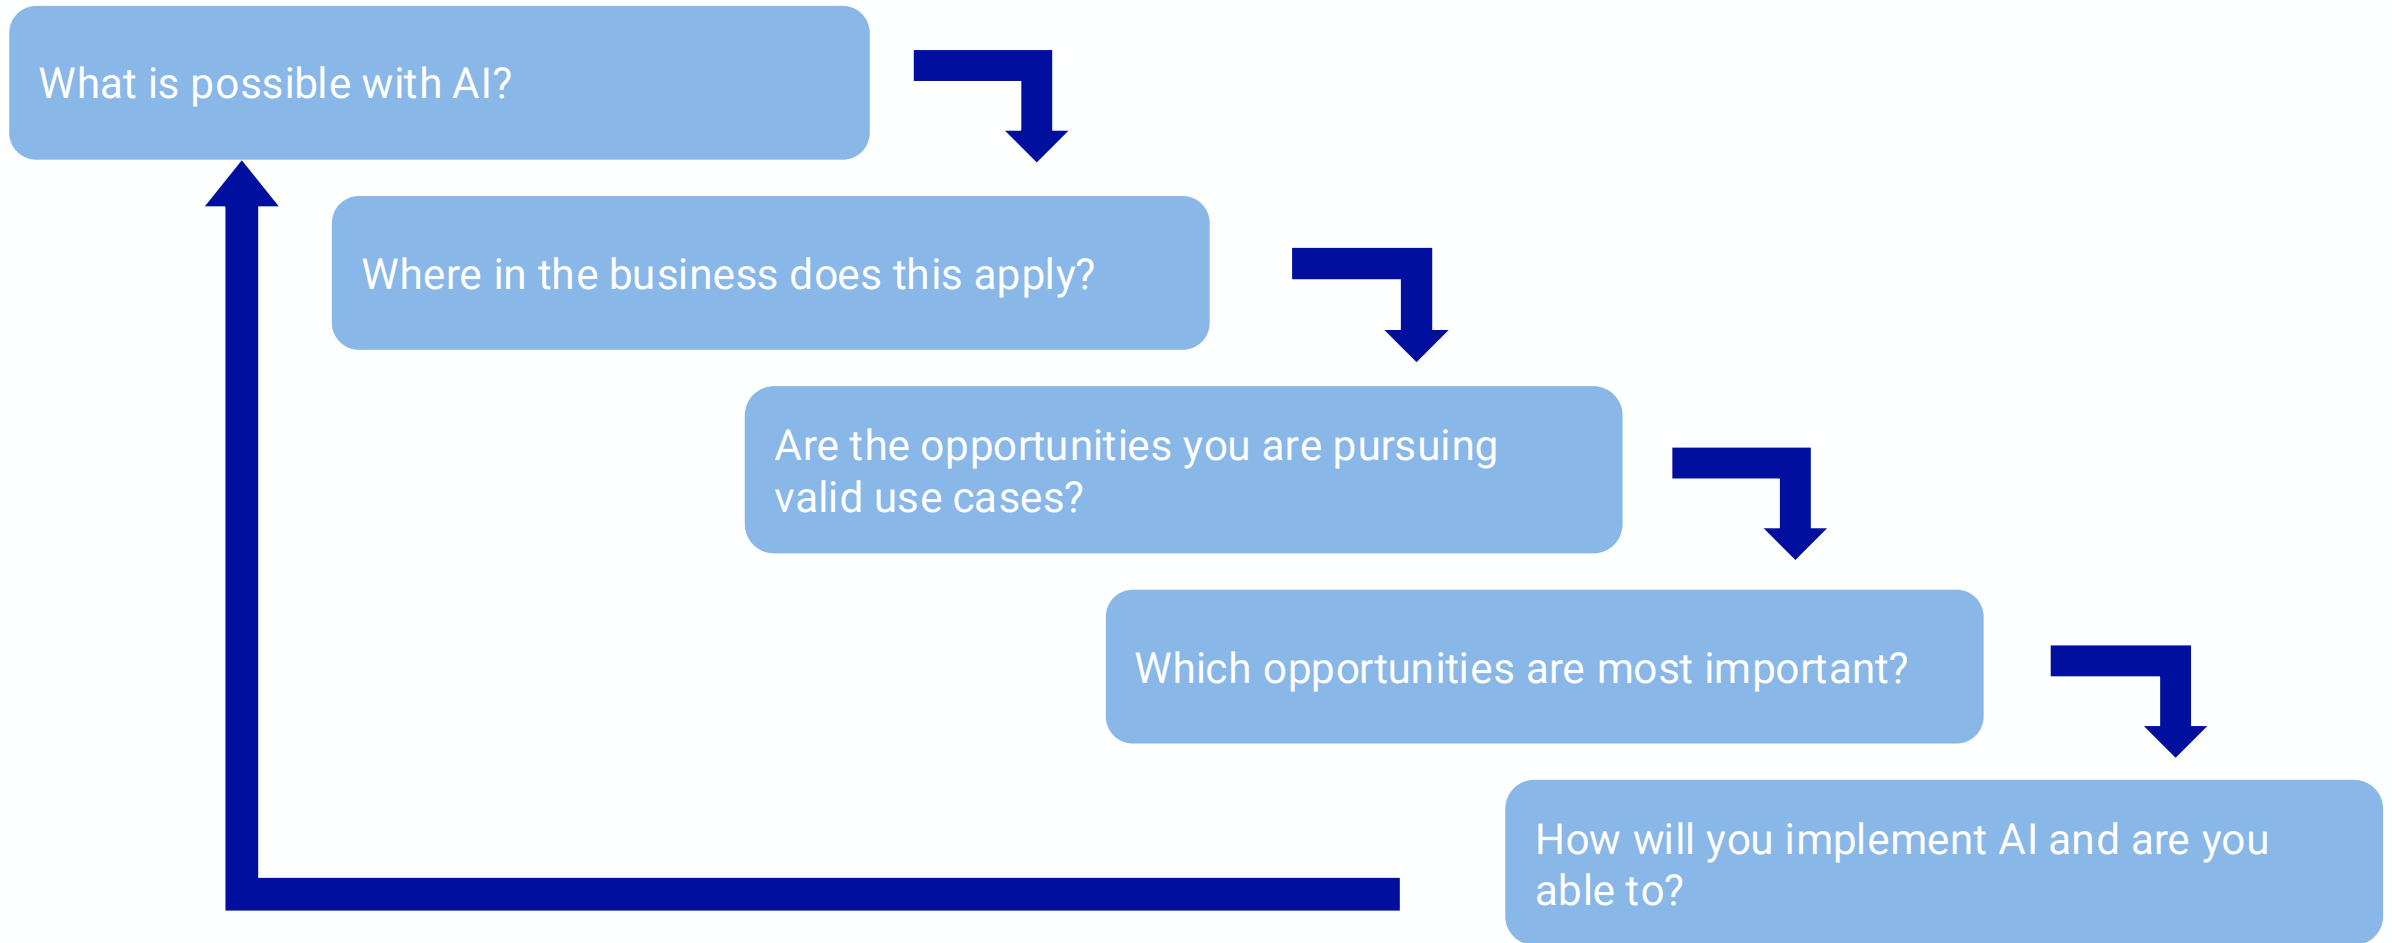 What is possible with AI?
Where in the business does this apply?
Are the opportunities you are pursuing
valid use cases?
Which opportunities are most important?
How will you implement AI and are you
able to?